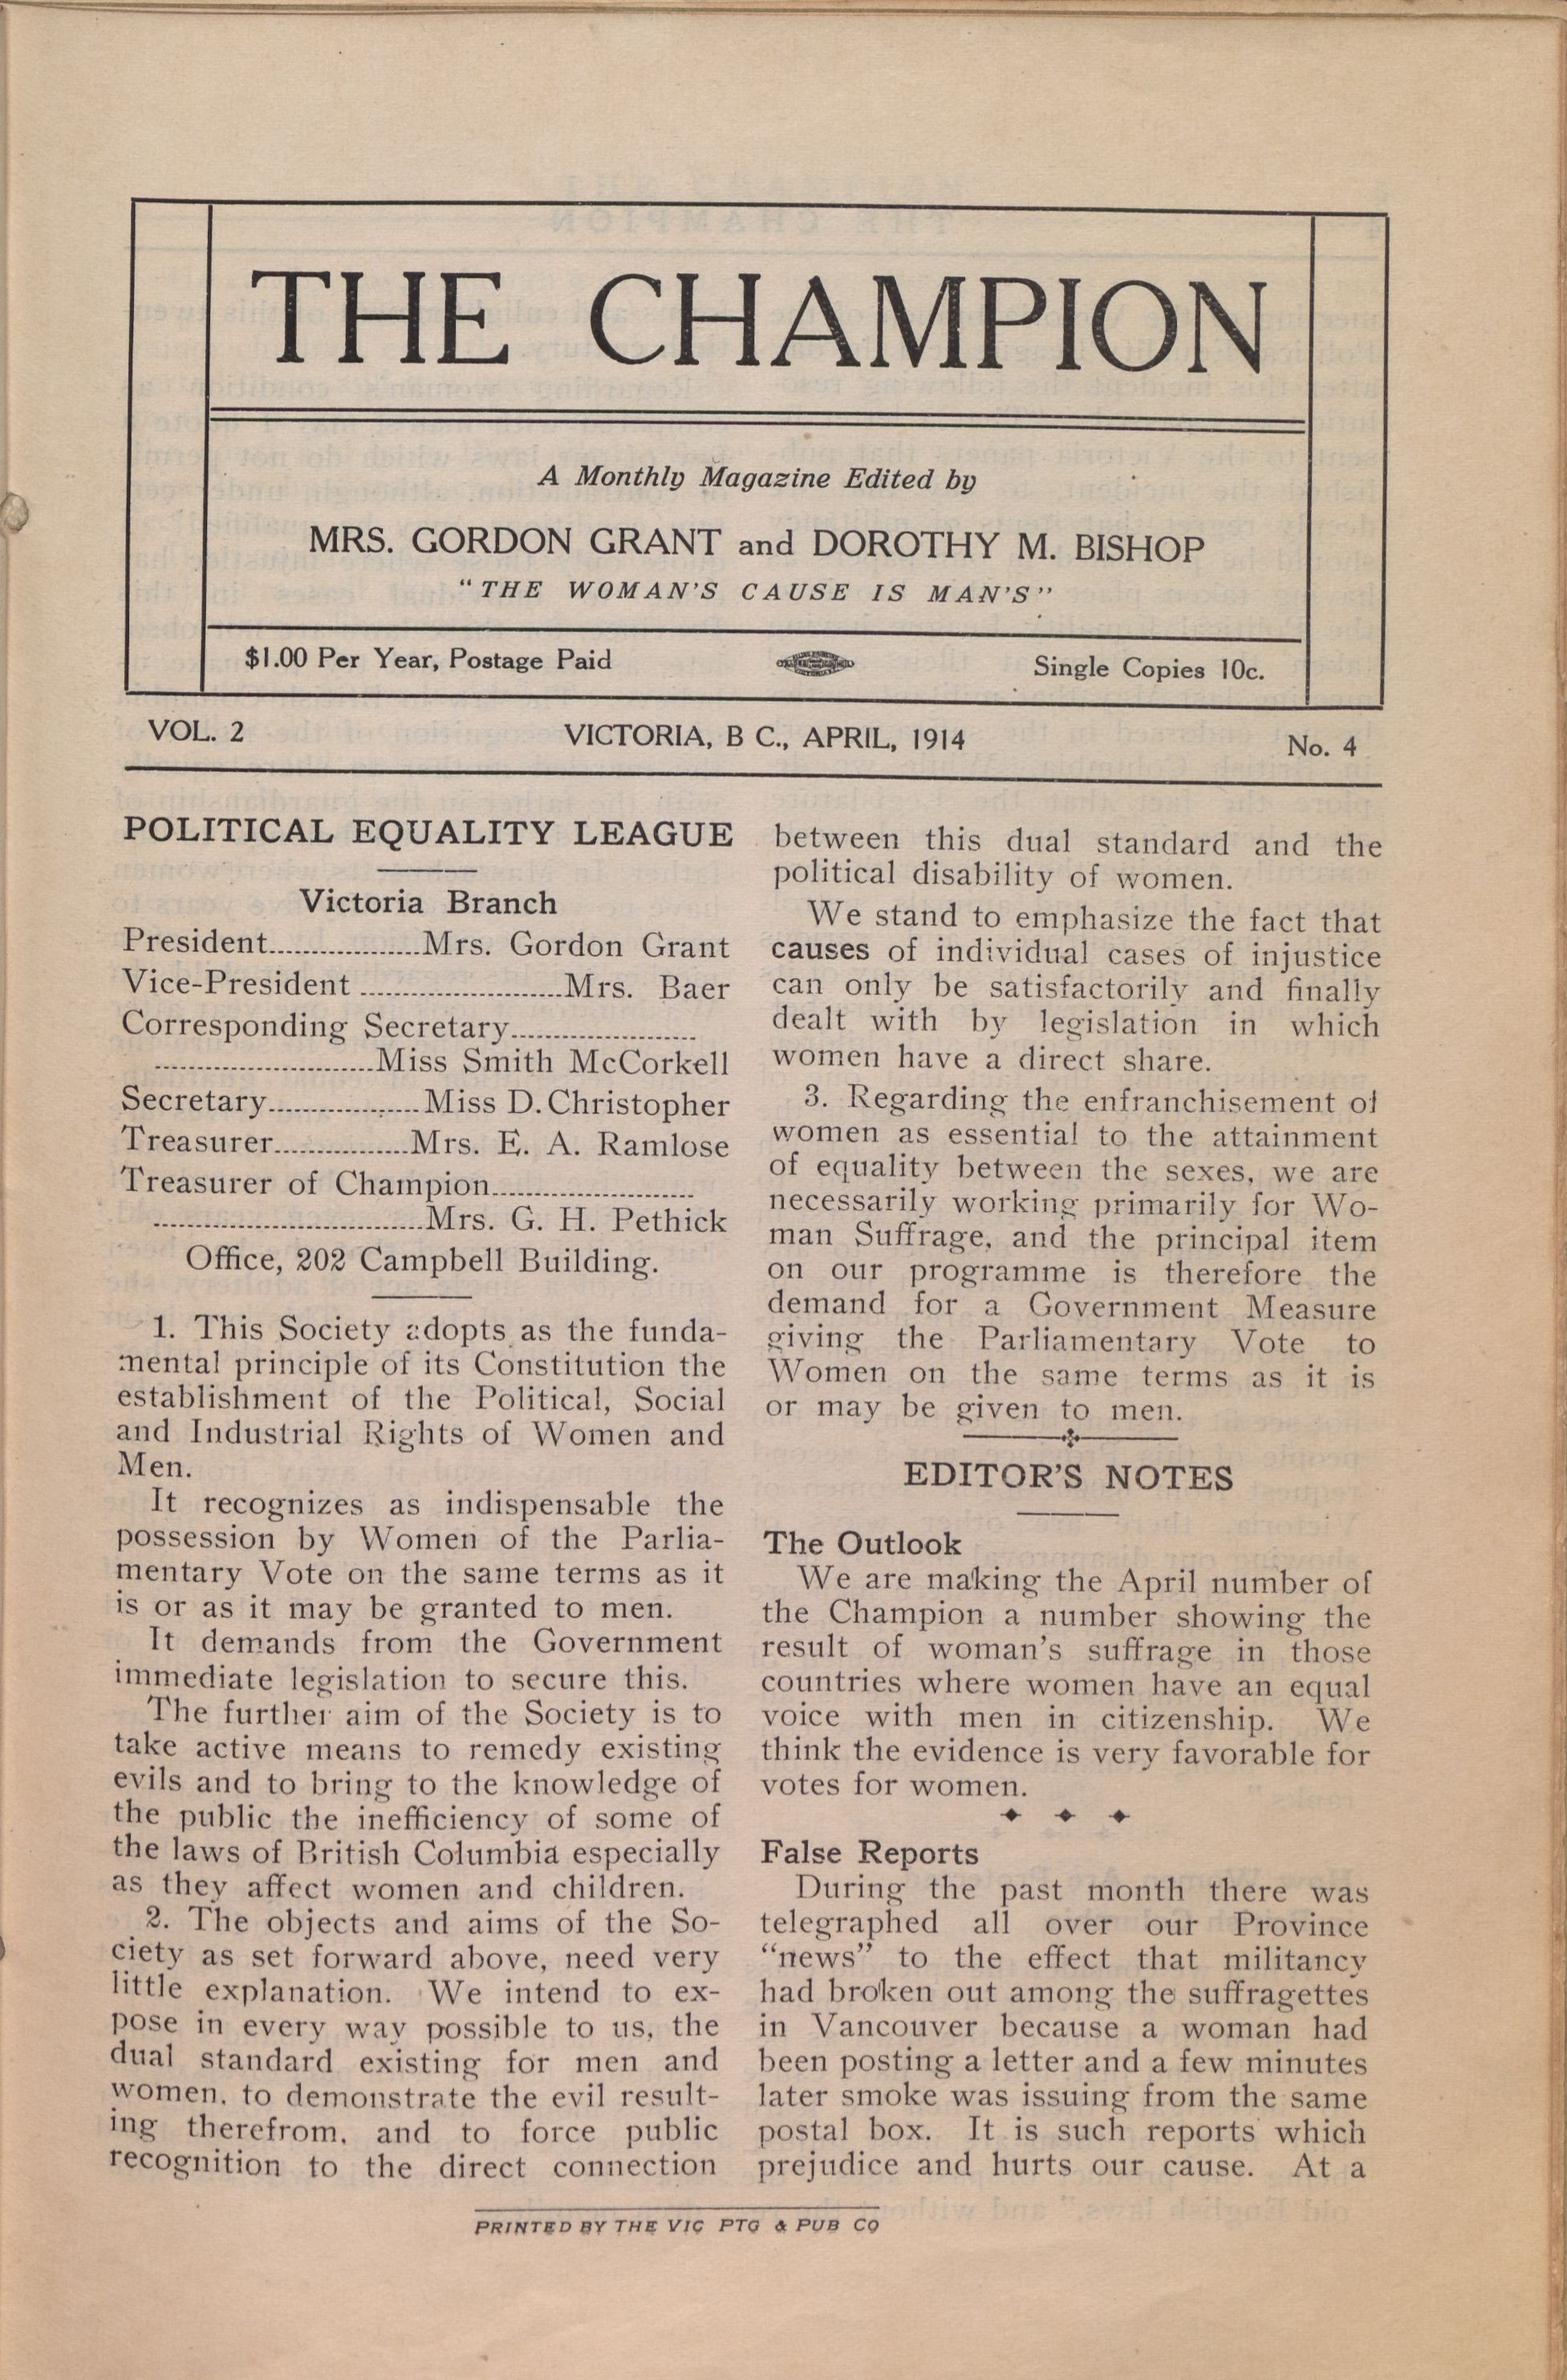 THE CHAMPION
A Monthly Magazine Edited by
MRS. GORDON GRANT and DOROTHY M. BISHOP
"THE WOMAN'S CAUSE IS MAN'S"
$1.00 Per Year, Postage Paid Single Copies 10c.
VOL. 2 VICTORIA, B C., APRIL, 1914 No. 4
POLITICAL EQUALITY LEAGUE
Victoria Branch
President..................Mrs. Gordon Grant
Vice-President.........................Mrs. Baer
Corresponding Secretary.......................
...........................Miss Smith McCorkell
Secretary..................Miss D. Christopher
Treasurer.................Mrs. E. A. Ramlose
Treasurer of Champion.........................
.................................Mrs. G. H. Pethick
Office, 202 Campbell Building.
1. This Society adopts as the funda-
mental principle of its Constitution the
establishment of the Political, Social
and Industrial Rights of Women and
Men.
It recognizes as indispensable the
possession by Women of the Parlia-
mentary Vote on the same terms as it
is or as it may be granted to men.
It demands from the Government
immediate legislation to secure this.
The further aim of the Society is to
take active means to remedy existing
evils and to bring to the knowledge of
the public the inefficiency of some of
the laws of British Columbia especially
as they affect women and children.
2. The objects and aims of the So-
ciety as set forward above, need very
little explanation. We intend to ex-
pose in every way possible to us, the
dual standard existing for men and
women, to demonstrate the evil result-
ing therefrom, and to force public
recognition to the direct connection
between this dual standard and the
political disability of women.
We stand to emphasize the fact that
causes of individual cases of injustice
can only be satisfactorily and finally
dealt with by legislation in which
women have a direct share.
3. Regarding the enfranchisement of
women as essential to the attainment
of equality between the sexes, we are
necessarily working primarily for Wo-
man Suffrage, and the principal item
on our programme is therefore the
demand for a Government Measure
giving the Parliamentary Vote to
Women on the same terms as it is
or may be given to men.
EDITOR'S NOTES
The Outlook
We are making the April number of
the Champion a number showing the
result of woman's suffrage in those
countries where women have an equal
voice with men in citizenship. We
think the evidence is very favorable for
votes for women.
False Reports
During the past month there was
telegraphed all over our Province
"news" to the effect that militancy
had broken out among the suffragettes
in Vancouver because a woman had
been posting a letter and a few minutes
later smoke was issuing from the same
postal box. It is such reports which
prejudice and hurts our cause. At a
PRINTED BY THE VIC PTG & PUB CO